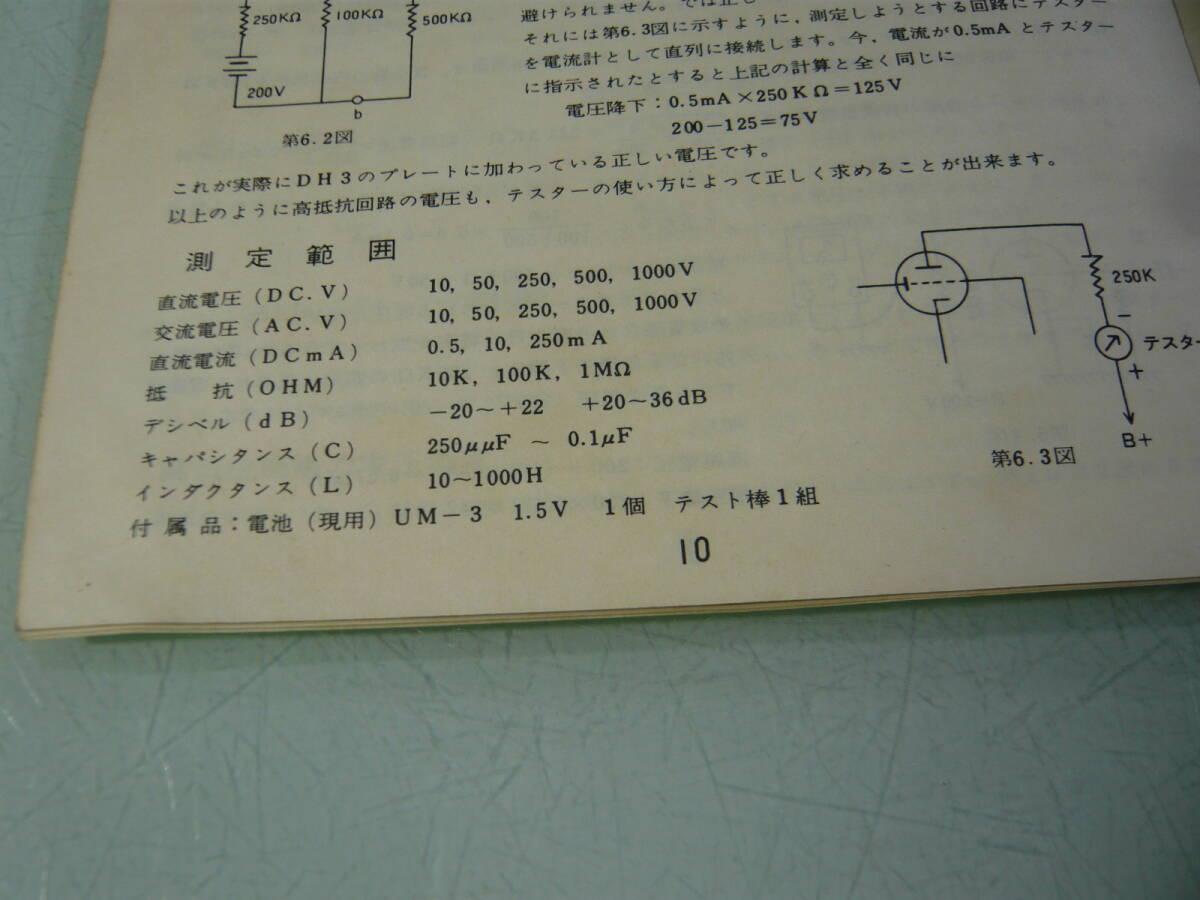 250KΩ
100KΩ
500KΩ
200V
b
第6.2図
避けられません。では正し
それには第6.3図に示すように，測定しようとする回路にテスター
を電流計として直列に接続します。今，電流が0.5mAとテスター
に指示されたとすると上記の計算と全く同じに
電圧降下：0.5mA×250KΩ＝125V
200－125＝75V
これが実際にDH3のプレートに加わっている正しい電圧です。
以上のように高抵抗回路の電圧も，テスターの使い方によって正しく求めることが出来ます。
測定範囲
直流電圧（DC.V） 10, 50, 250, 500, 1000V
交流電圧（AC.V） 10, 50, 250, 500, 1000V
直流電流（DCmA） 0.5, 10, 250mA
抵　抗（OHM） 10K, 100K, 1MΩ
デシベル（dB） －20～＋22　＋20～36dB
キャパシタンス（C） 250μμF ～ 0.1μF
インダクタンス（L） 10～1000H
付属品：電池（現用）UM－3　1.5V　1個　テスト棒1組
250K
－
テスター
＋
B+
第6.3図
10